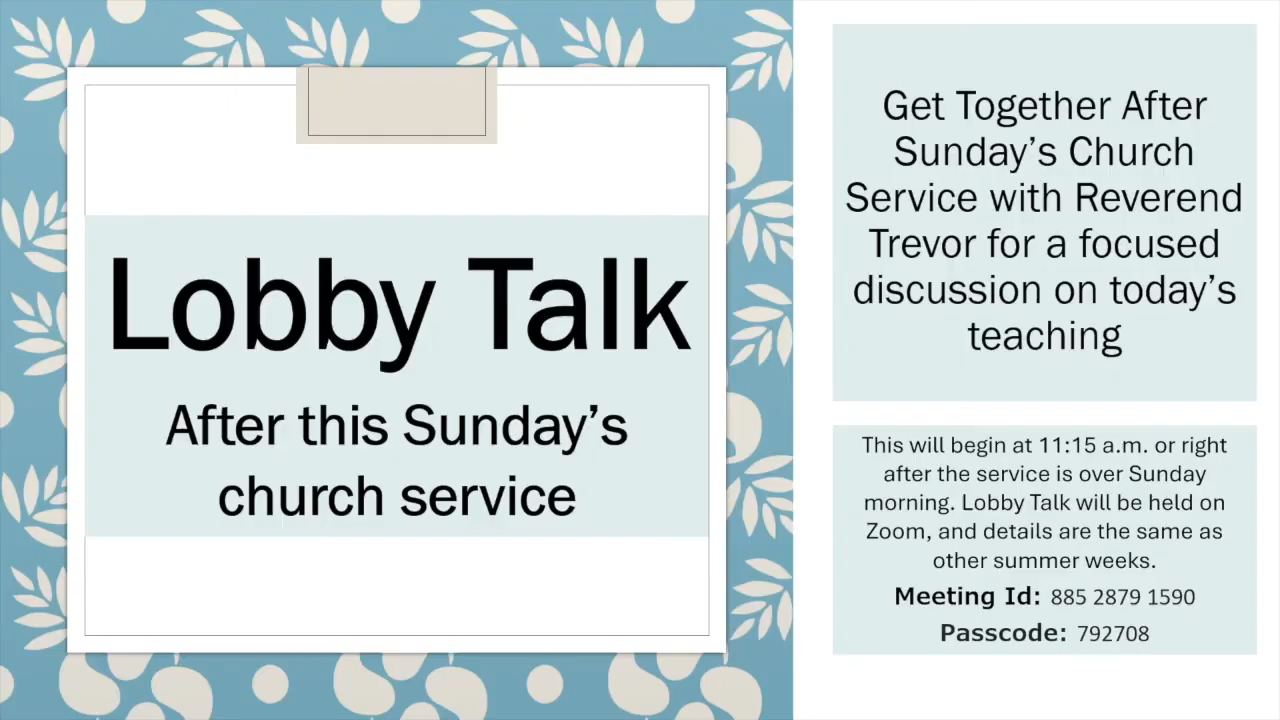 Lobby Talk
After this Sunday’s
church service
Get Together After
Sunday’s Church
Service with Reverend
Trevor for a focused
discussion on today’s
teaching
This will begin at 11:15 a.m. or right
after the service is over Sunday
morning. Lobby Talk will be held on
Zoom, and details are the same as
other summer weeks.
Meeting Id: 885 2879 1590
Passcode: 792708